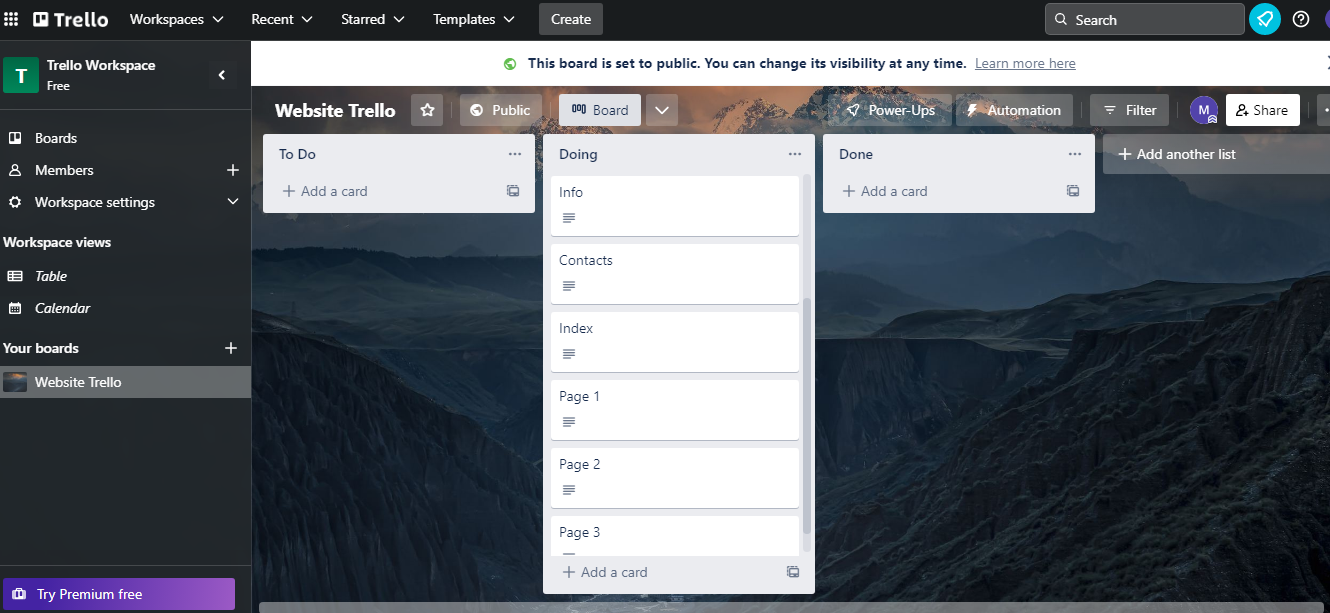 Trello
Workspaces
Recent
Starred
Templates
Create
Search
T
Trello Workspace
Free
This board is set to public. You can change its visibility at any time. Learn more here
Website Trello
Public
Board
Power-Ups
Automation
Filter
M
Share
Boards
Members
Workspace settings
Workspace views
Table
Calendar
Your boards
Website Trello
Try Premium free
To Do
Add a card
Doing
Info
Contacts
Index
Page 1
Page 2
Page 3
Add a card
Done
Add a card
Add another list